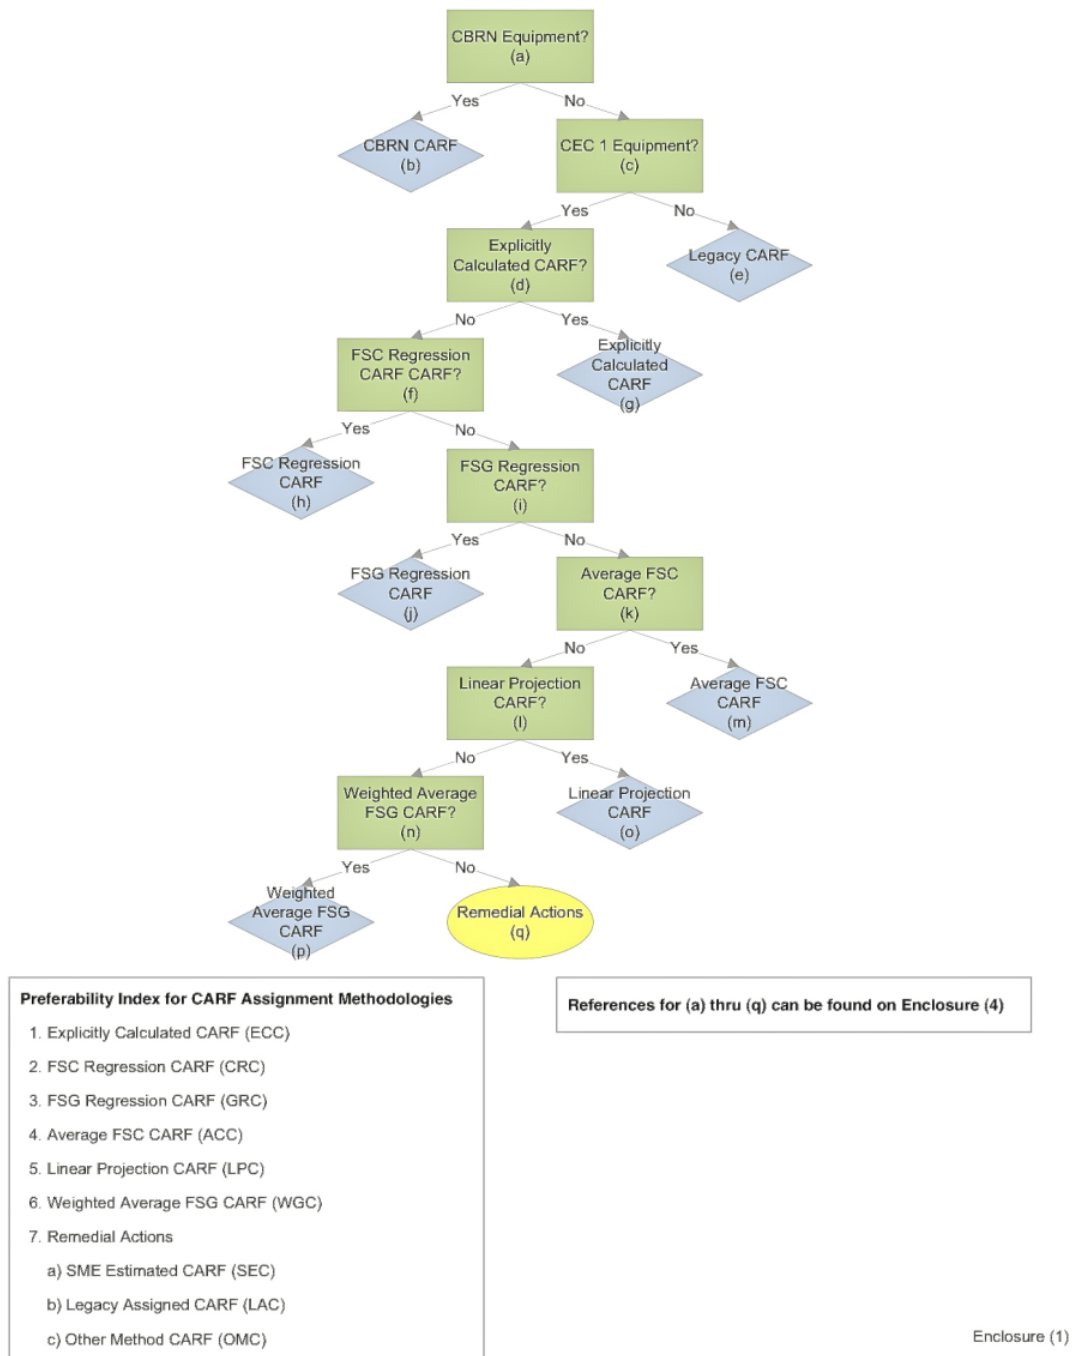 CBRN Equipment?
(a)
Yes
No
CBRN CARF
(b)
CEC 1 Equipment?
(c)
Yes
No
Explicitly
Calculated CARF?
(d)
Legacy CARF
(e)
No
Yes
FSC Regression
CARF CARF?
(f)
Explicitly
Calculated
CARF
(g)
Yes
No
FSC Regression
CARF
(h)
FSG Regression
CARF?
(i)
Yes
No
FSG Regression
CARF
(j)
Average FSC
CARF?
(k)
No
Yes
Linear Projection
CARF?
(l)
Average FSC
CARF
(m)
No
Yes
Weighted Average
FSG CARF?
(n)
Linear Projection
CARF
(o)
Yes
No
Weighted
Average FSG
CARF
(p)
Remedial Actions
(q)
Preferability Index for CARF Assignment Methodologies
1. Explicitly Calculated CARF (ECC)
2. FSC Regression CARF (CRC)
3. FSG Regression CARF (GRC)
4. Average FSC CARF (ACC)
5. Linear Projection CARF (LPC)
6. Weighted Average FSG CARF (WGC)
7. Remedial Actions
a) SME Estimated CARF (SEC)
b) Legacy Assigned CARF (LAC)
c) Other Method CARF (OMC)
References for (a) thru (q) can be found on Enclosure (4)
Enclosure (1)